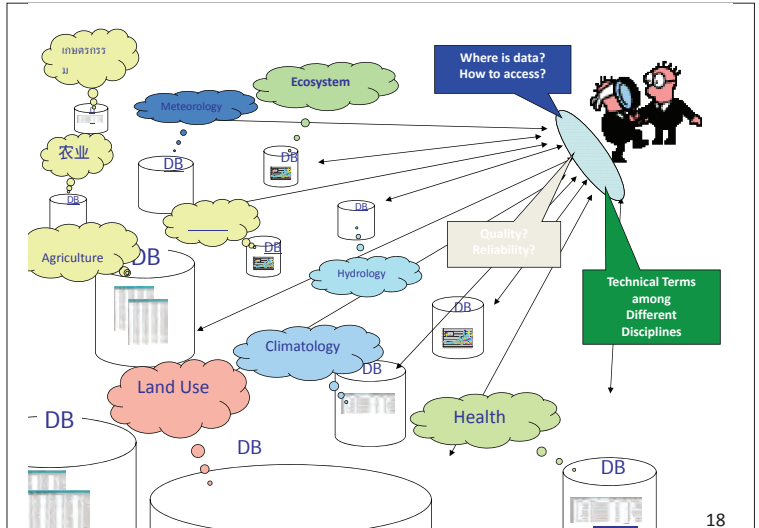 เกษตรกรร
ม
Meteorology
Ecosystem
Where is data?
How to access?
农业
DB
DB
DB
DB
DB
Agriculture
DB
DB
Quality?
Reliability?
Hydrology
Technical Terms
among
Different
Disciplines
DB
Climatology
DB
Land Use
Health
DB
DB
DB
18